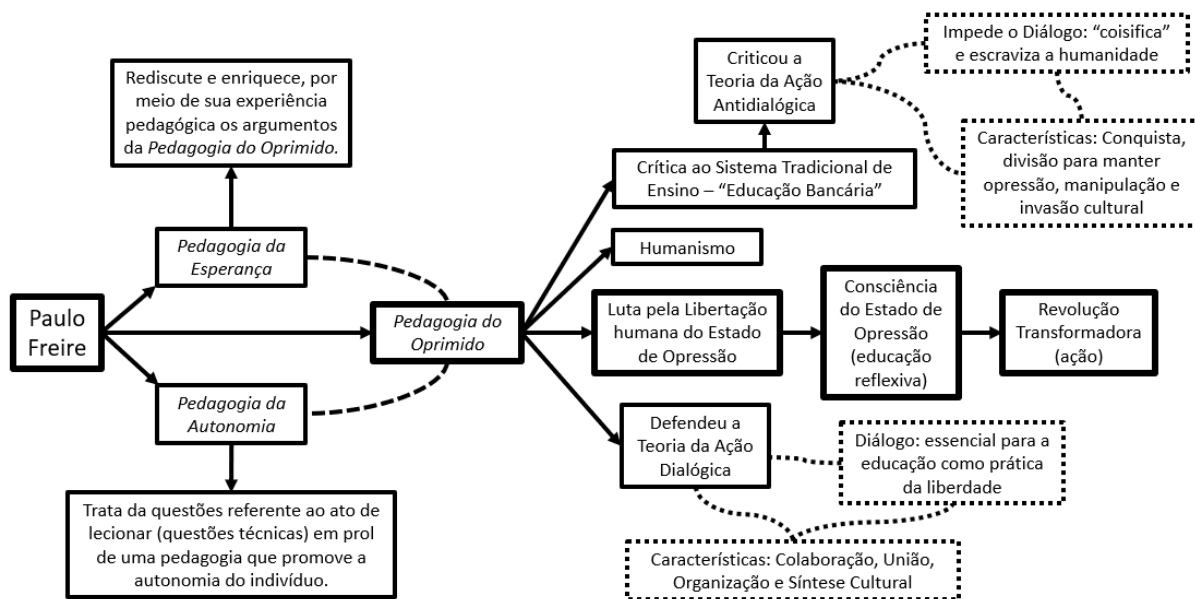 Rediscute e enriquece, por
meio de sua experiência
pedagógica os argumentos
da Pedagogia do Oprimido.
Pedagogia da
Esperança
Paulo
Freire
Pedagogia da
Autonomia
Trata da questões referente ao ato de
lecionar (questões técnicas) em prol
de uma pedagogia que promove a
autonomia do indivíduo.
Pedagogia do
Oprimido
Criticou a
Teoria da Ação
Antidialógica
Impede o Diálogo: “coisifica”
e escraviza a humanidade
Características: Conquista,
divisão para manter
opressão, manipulação e
invasão cultural
Crítica ao Sistema Tradicional de
Ensino – “Educação Bancária”
Humanismo
Luta pela Libertação
humana do Estado
de Opressão
Consciência
do Estado de
Opressão
(educação
reflexiva)
Revolução
Transformadora
(ação)
Defendeu a
Teoria da Ação
Dialógica
Diálogo: essencial para a
educação como prática
da liberdade
Características: Colaboração, União,
Organização e Síntese Cultural